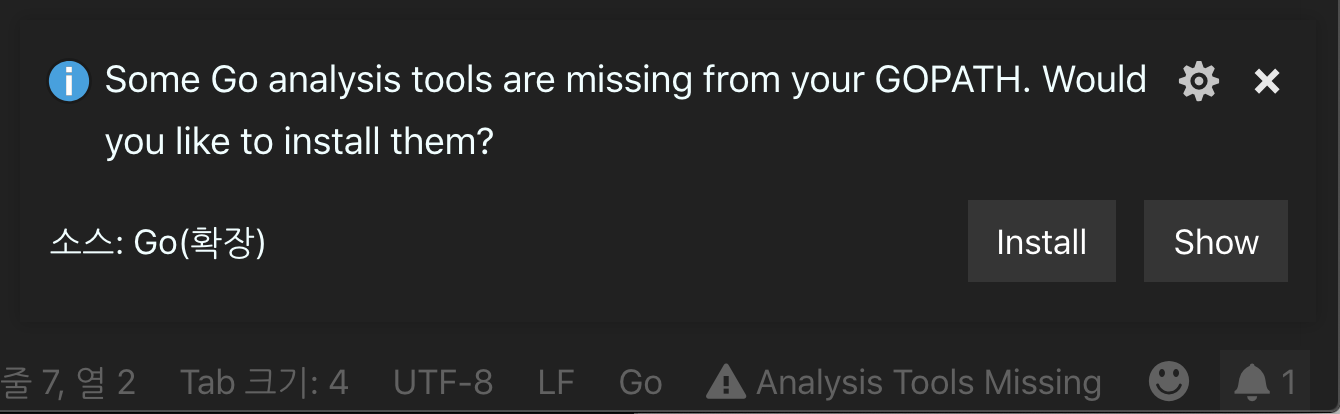 Some Go analysis tools are missing from your GOPATH. Would
you like to install them?
소스: Go(확장)
Install
Show
줄 7, 열 2 Tab 크기: 4 UTF-8 LF Go Analysis Tools Missing 1